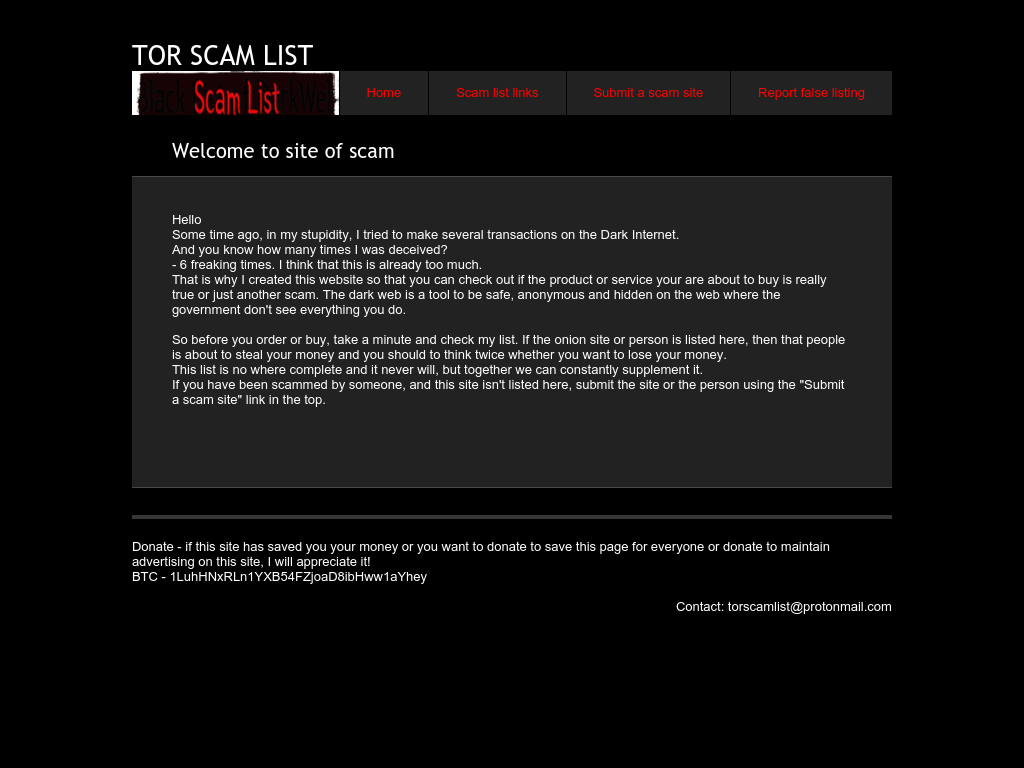 TOR SCAM LIST
Black Scam List rkWe
Home
Scam list links
Submit a scam site
Report false listing
Welcome to site of scam
Hello
Some time ago, in my stupidity, I tried to make several transactions on the Dark Internet.
And you know how many times I was deceived?
- 6 freaking times. I think that this is already too much.
That is why I created this website so that you can check out if the product or service your are about to buy is really
true or just another scam. The dark web is a tool to be safe, anonymous and hidden on the web where the
government don't see everything you do.
So before you order or buy, take a minute and check my list. If the onion site or person is listed here, then that people
is about to steal your money and you should to think twice whether you want to lose your money.
This list is no where complete and it never will, but together we can constantly supplement it.
If you have been scammed by someone, and this site isn't listed here, submit the site or the person using the "Submit
a scam site" link in the top.
Donate - if this site has saved you your money or you want to donate to save this page for everyone or donate to maintain
advertising on this site, I will appreciate it!
BTC - 1LuhHNxRLn1YXB54FZjoaD8ibHww1aYhey
Contact: torscamlist@protonmail.com